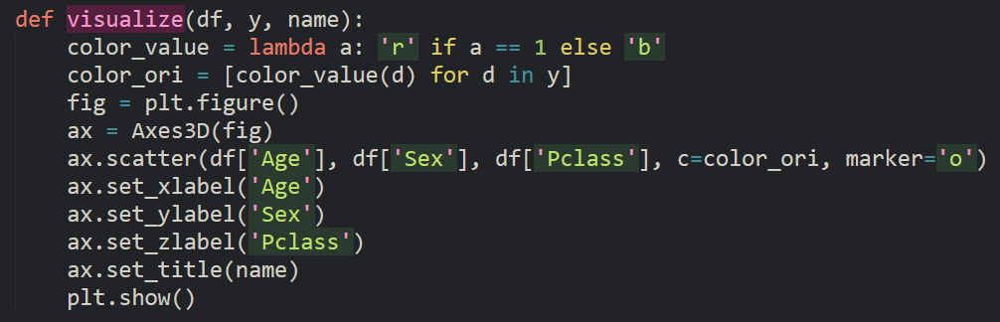 def visualize(df, y, name):
    color_value = lambda a: 'r' if a == 1 else 'b'
    color_ori = [color_value(d) for d in y]
    fig = plt.figure()
    ax = Axes3D(fig)
    ax.scatter(df['Age'], df['Sex'], df['Pclass'], c=color_ori, marker='o')
    ax.set_xlabel('Age')
    ax.set_ylabel('Sex')
    ax.set_zlabel('Pclass')
    ax.set_title(name)
    plt.show()